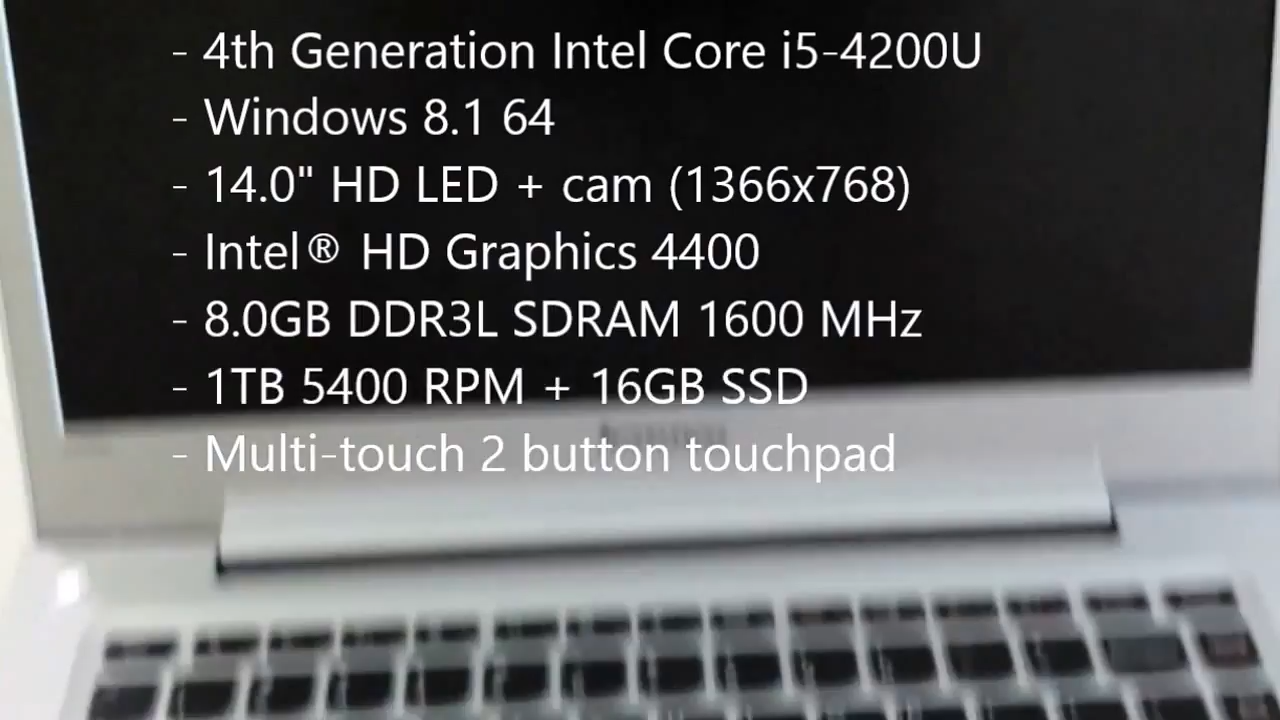 - 4th Generation Intel Core i5-4200U
- Windows 8.1 64
- 14.0" HD LED + cam (1366x768)
- Intel® HD Graphics 4400
- 8.0GB DDR3L SDRAM 1600 MHz
- 1TB 5400 RPM + 16GB SSD
- Multi-touch 2 button touchpad